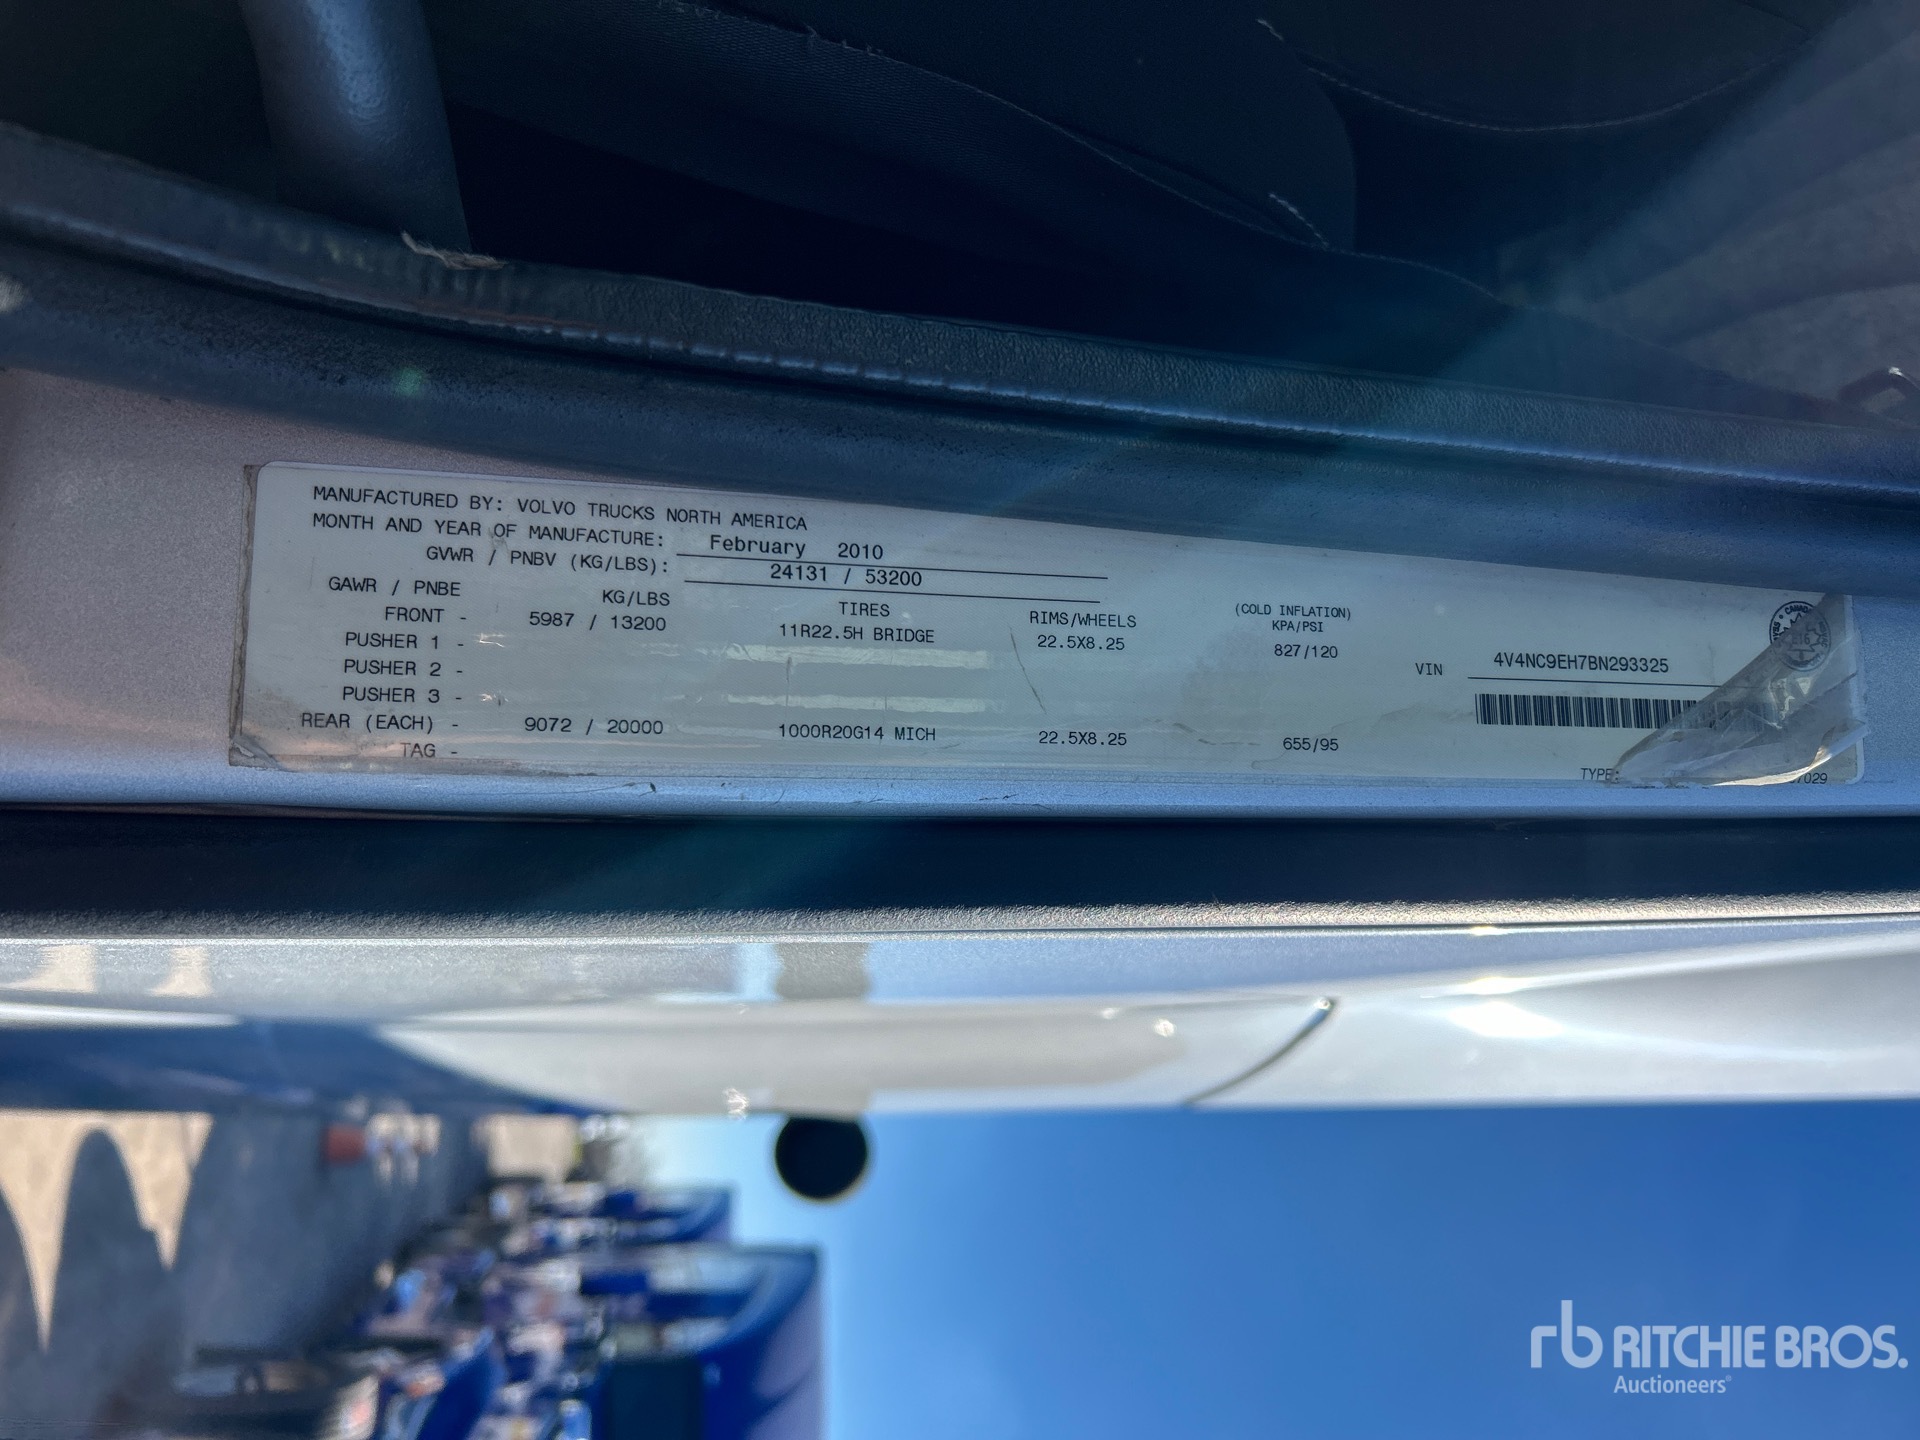 MANUFACTURED BY: VOLVO TRUCKS NORTH AMERICA
MONTH AND YEAR OF MANUFACTURE: February 2010
GVWR / PNBV (KG/LBS): 24131 / 53200
GAWR / PNBE KG/LBS TIRES RIMS/WHEELS (COLD INFLATION) KPA/PSI
FRONT - 5987 / 13200 11R22.5H BRIDGE 22.5X8.25 827/120
PUSHER 1 -
PUSHER 2 -
PUSHER 3 -
REAR (EACH) - 9072 / 20000 1000R20G14 MICH 22.5X8.25 655/95
TAG -
VIN 4V4NC9EH7BN293325
TYPE:
7029
rb RITCHIE BROS.
Auctioneers